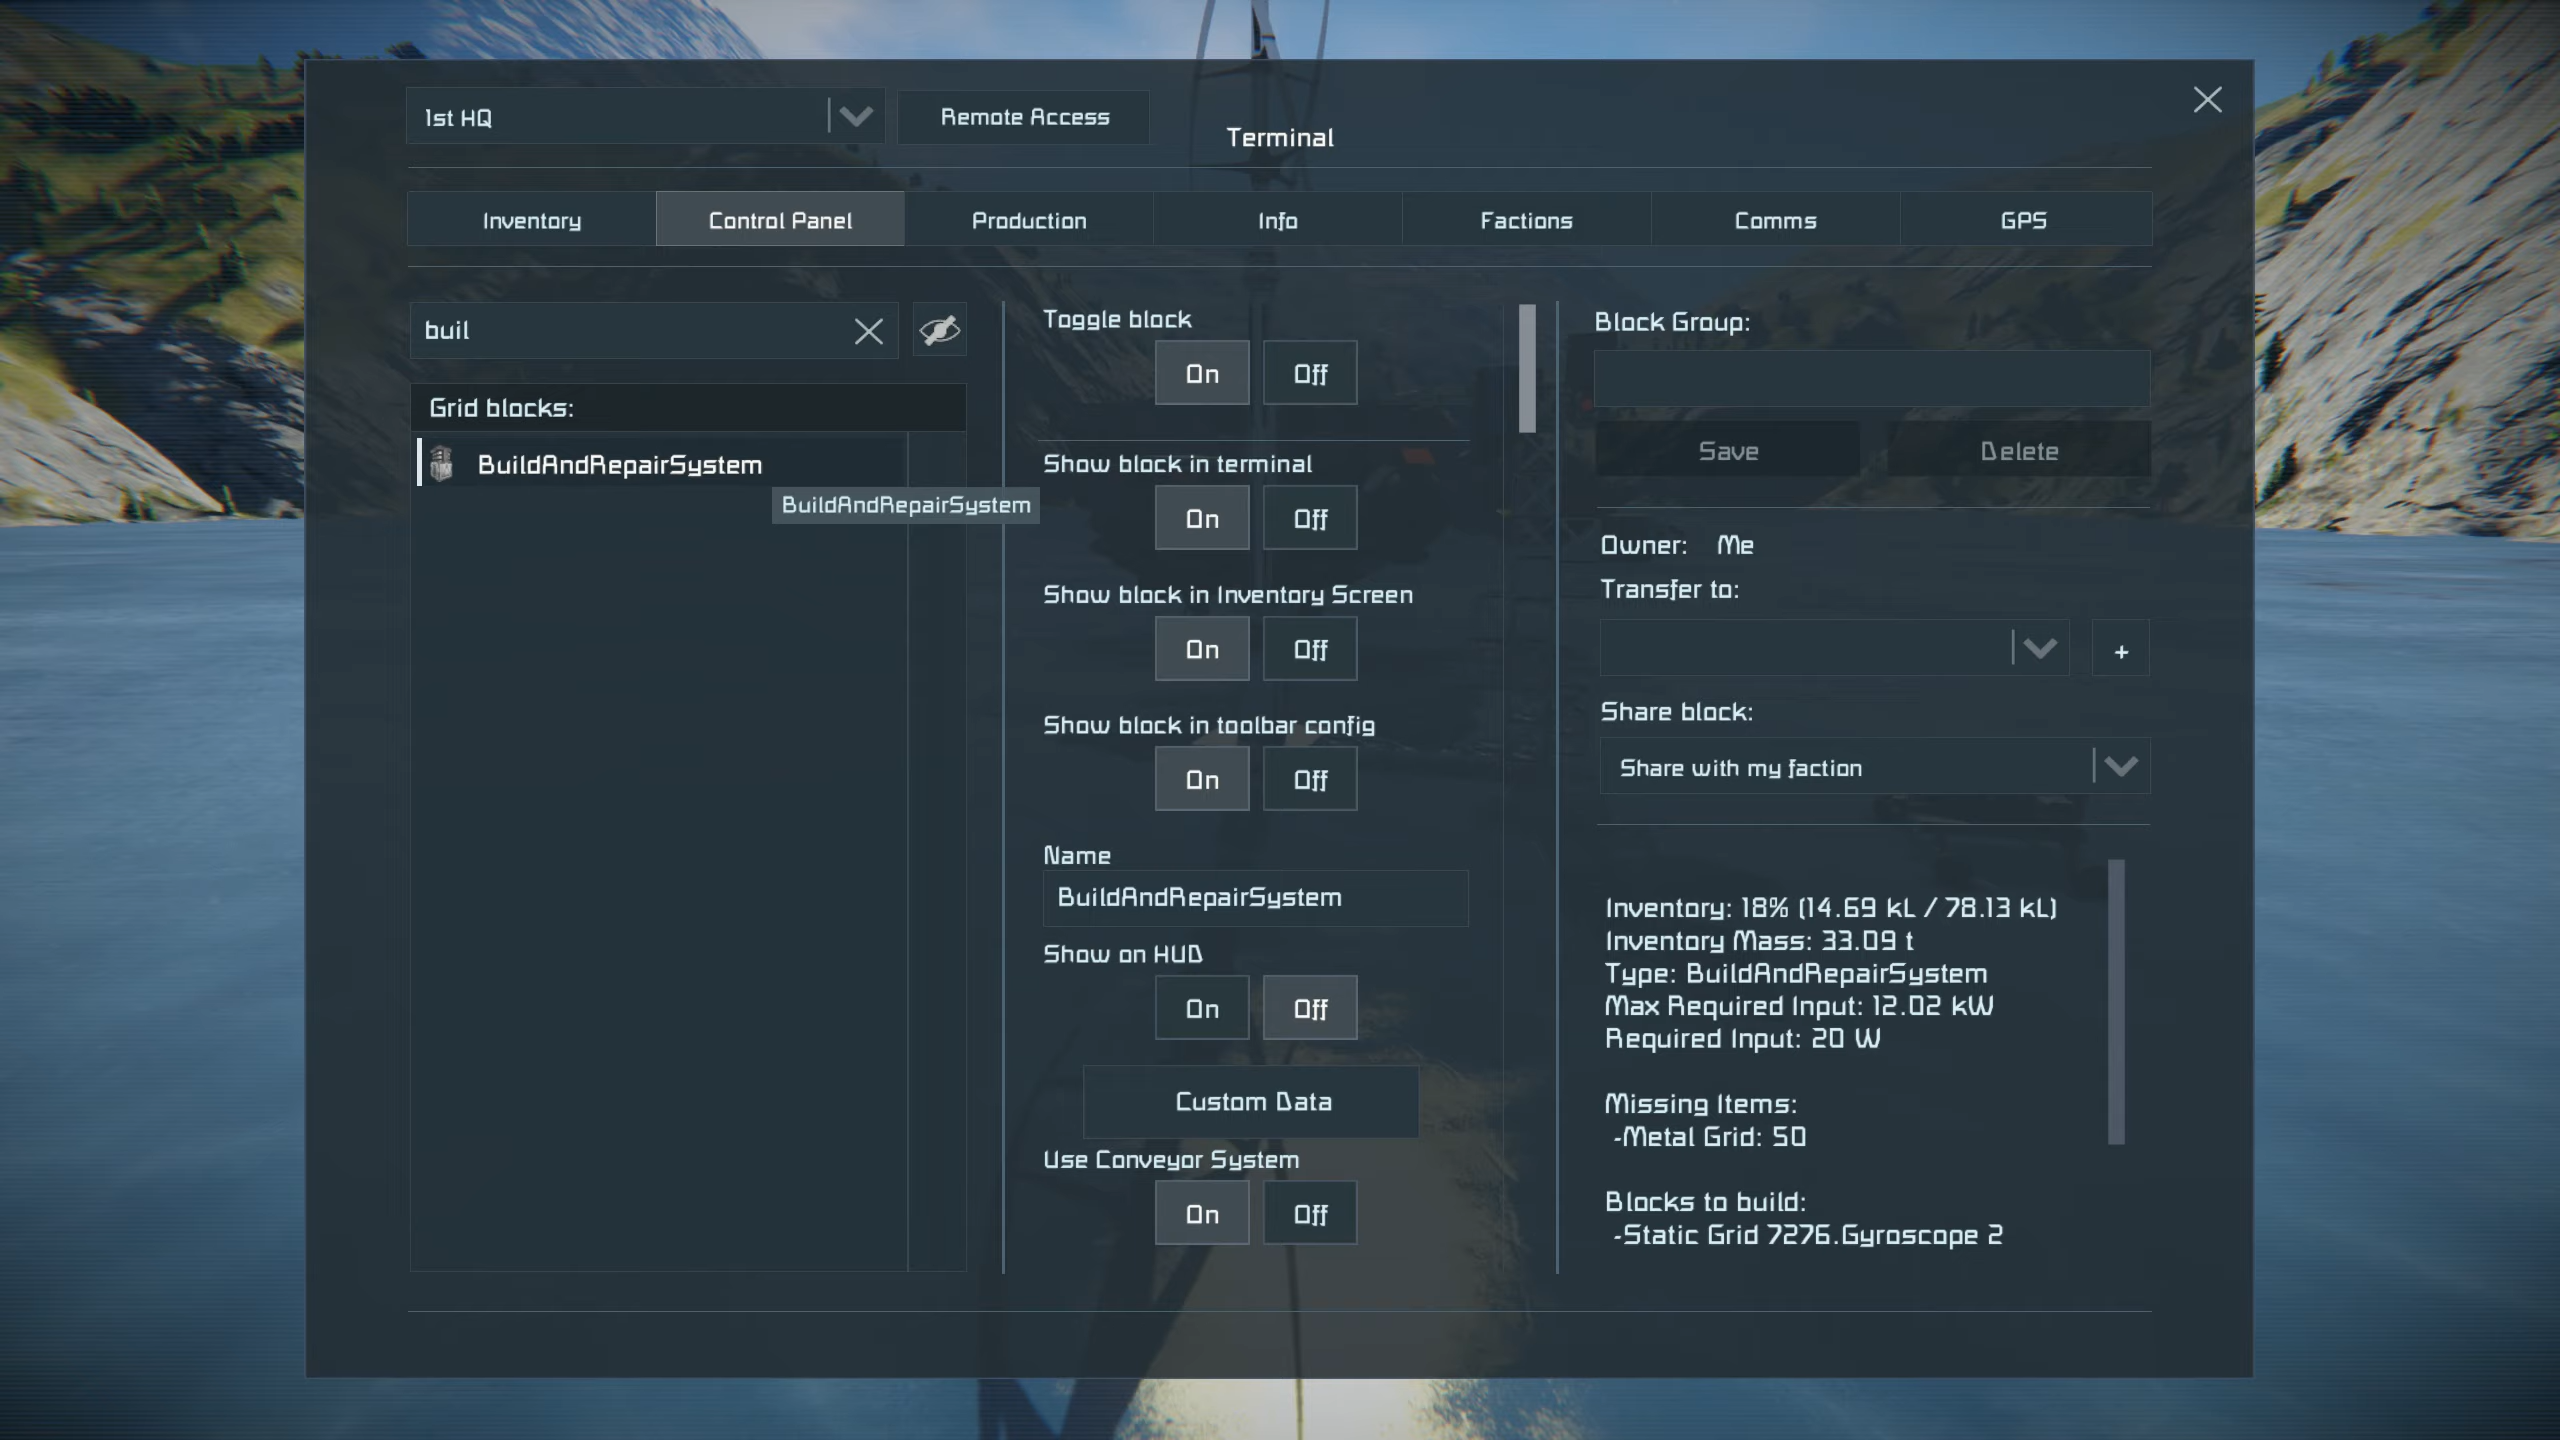 1st HQ
Remote Access
Terminal
Inventory
Control Panel
Production
Info
Factions
Comms
GPS
buil
Grid blocks:
BuildAndRepairSystem
BuildAndRepairSystem
Toggle block
On
Off
Show block in terminal
On
Off
Show block in Inventory Screen
On
Off
Show block in toolbar config
On
Off
Name
BuildAndRepairSystem
Show on HUD
On
Off
Custom Data
Use Conveyor System
On
Off
Block Group:
Save
Delete
Owner: Me
Transfer to:
+
Share block:
Share with my faction
Inventory: 18% (14.69 kL / 78.13 kL)
Inventory Mass: 33.09 t
Type: BuildAndRepairSystem
Max Required Input: 12.02 kW
Required Input: 20 W
Missing Items:
-Metal Grid: 50
Blocks to build:
-Static Grid 7276.Gyroscope 2